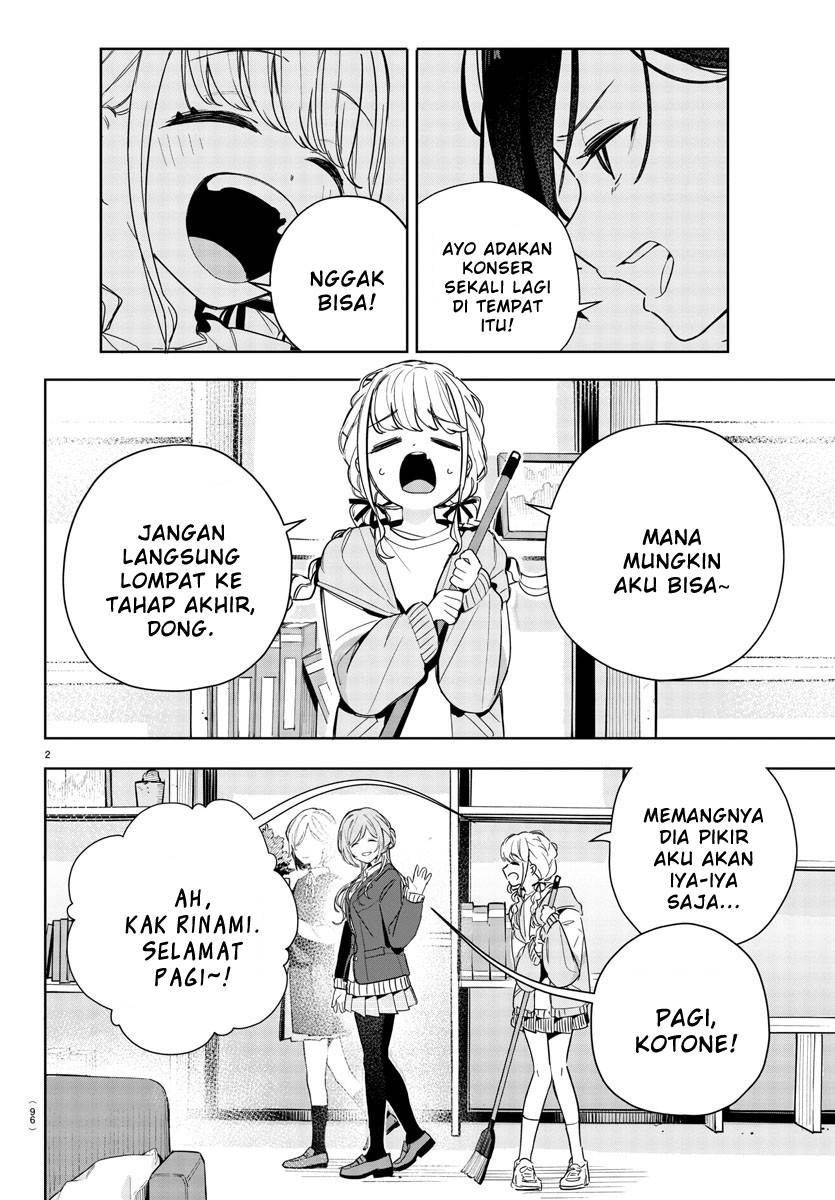 AYO ADAKAN
KONSER
SEKALI LAGI
DI TEMPAT
ITU!
NGGAK
BISA!
MANA
MUNGKIN
AKU BISA~
JANGAN
LANGSUNG
LOMPAT KE
TAHAP AKHIR,
DONG.
2
MEMANGNYA
DIA PIKIR
AKU AKAN
IYA-IYA
SAJA...
PAGI,
KOTONE!
AH,
KAK RINAMI.
SELAMAT
PAGI~!
(96)